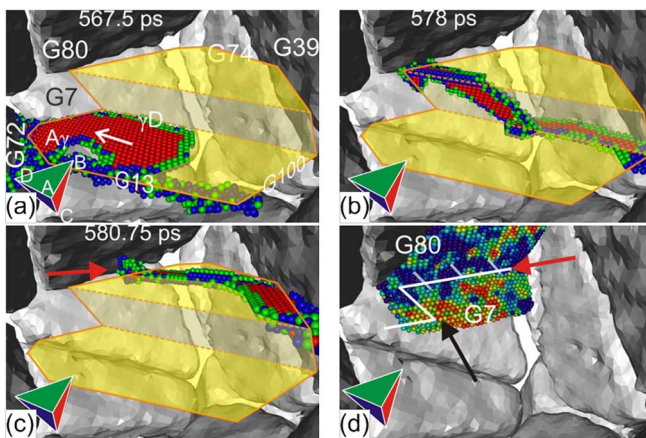 567.5 ps
G80
G74
G39
G7
γD
G72
Aγ
B
D
A
G13
G100
C
(a)
578 ps
(b)
580.75 ps
(c)
G80
G7
(d)